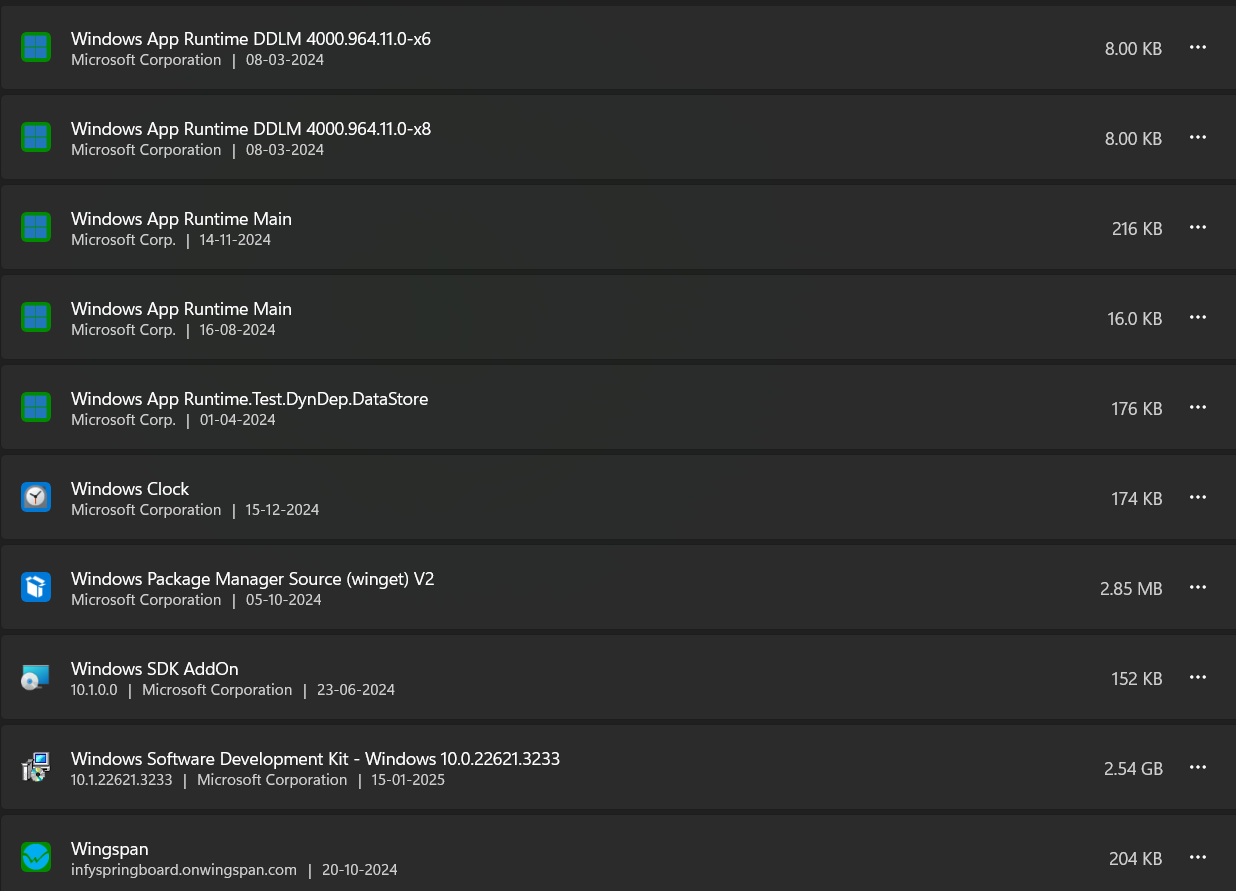 Windows App Runtime DDLM 4000.964.11.0-x6
Microsoft Corporation | 08-03-2024
8.00 KB
Windows App Runtime DDLM 4000.964.11.0-x8
Microsoft Corporation | 08-03-2024
8.00 KB
Windows App Runtime Main
Microsoft Corp. | 14-11-2024
216 KB
Windows App Runtime Main
Microsoft Corp. | 16-08-2024
16.0 KB
Windows App Runtime.Test.DynDep.DataStore
Microsoft Corp. | 01-04-2024
176 KB
Windows Clock
Microsoft Corporation | 15-12-2024
174 KB
Windows Package Manager Source (winget) V2
Microsoft Corporation | 05-10-2024
2.85 MB
Windows SDK AddOn
10.1.0.0 | Microsoft Corporation | 23-06-2024
152 KB
Windows Software Development Kit - Windows 10.0.22621.3233
10.1.22621.3233 | Microsoft Corporation | 15-01-2025
2.54 GB
Wingspan
infyspringboard.onwingspan.com | 20-10-2024
204 KB